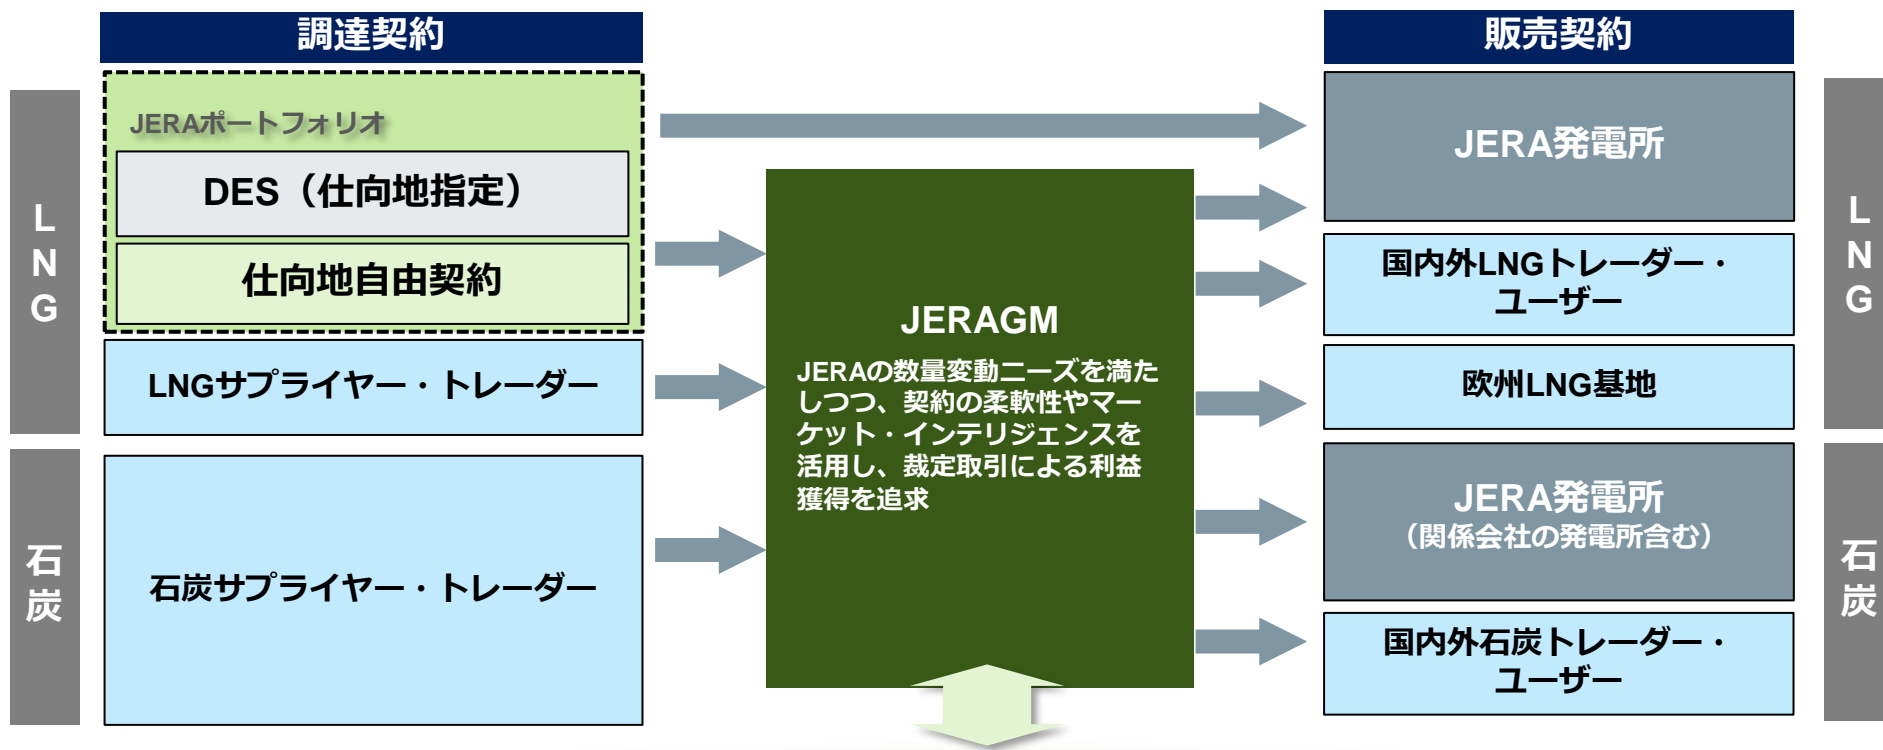 調達契約
販売契約
L
N
G
JERAポートフォリオ
DES（仕向地指定）
仕向地自由契約
LNGサプライヤー・トレーダー
石
炭
石炭サプライヤー・トレーダー
JERAGM
JERAの数量変動ニーズを満た
しつつ、契約の柔軟性やマー
ケット・インテリジェンスを
活用し、裁定取引による利益
獲得を追求
JERA発電所
国内外LNGトレーダー・
ユーザー
欧州LNG基地
JERA発電所
（関係会社の発電所含む）
国内外石炭トレーダー・
ユーザー
L
N
G
石
炭